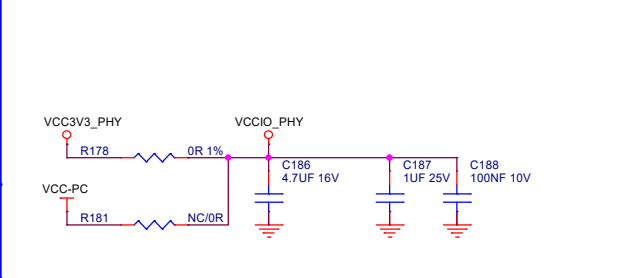 VCC3V3_PHY
VCCIO_PHY
R178
0R 1%
C186
4.7UF 16V
C187
1UF 25V
C188
100NF 10V
VCC-PC
R181
NC/0R